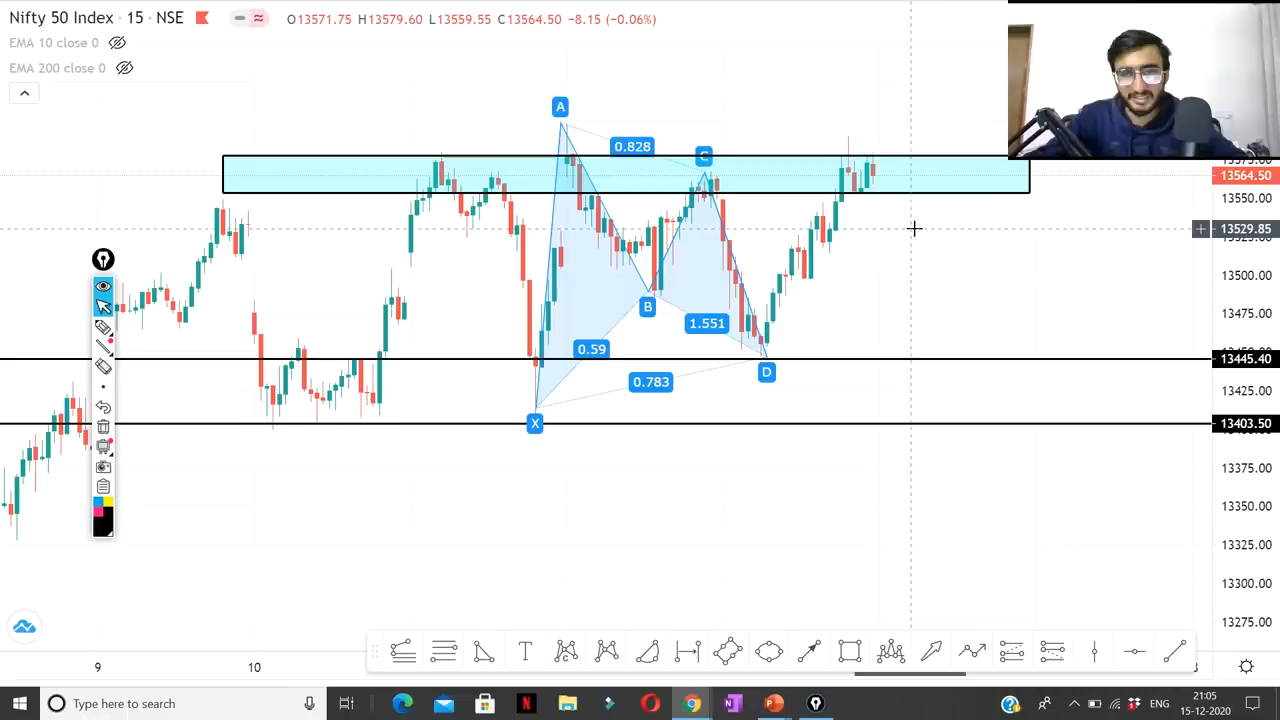 Nifty 50 Index · 15 · NSE O13571.75 H13579.60 L13559.55 C13564.50 −8.15 (−0.06%)
EMA 10 close 0
EMA 200 close 0
A
0.828
C
13564.50
13550.00
13529.85
13500.00
B
1.551
13475.00
0.59
13445.40
D
0.783
13425.00
X
13403.50
13375.00
13350.00
13325.00
13300.00
13275.00
T
C
9
10
Type here to search
N
ENG
21:05
15-12-2020